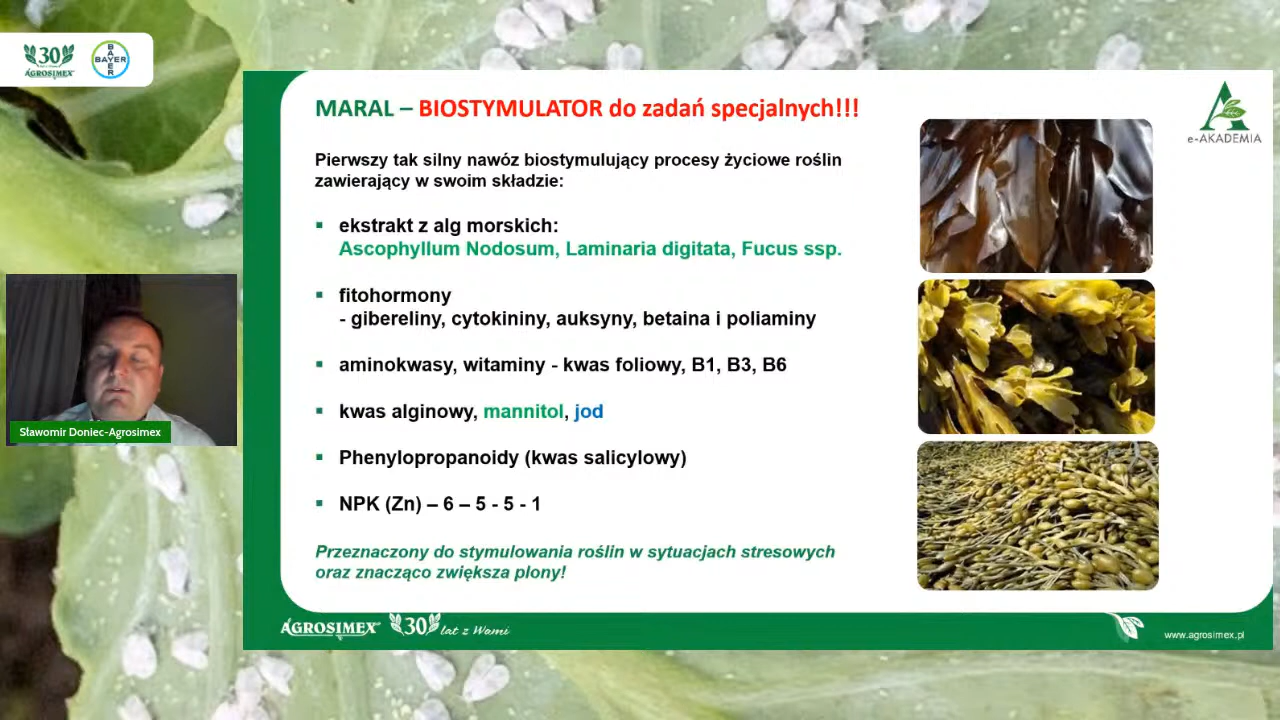 30
AGROSIMEX
BAYER
BAYER
MARAL – BIOSTYMULATOR do zadań specjalnych!!!
e-AKADEMIA
Pierwszy tak silny nawóz biostymulujący procesy życiowe roślin
zawierający w swoim składzie:
ekstrakt z alg morskich:
Ascophyllum Nodosum, Laminaria digitata, Fucus ssp.
fitohormony
- gibereliny, cytokininy, auksyny, betaina i poliaminy
aminokwasy, witaminy - kwas foliowy, B1, B3, B6
kwas alginowy, mannitol, jod
Phenylopropanoidy (kwas salicylowy)
NPK (Zn) – 6 – 5 - 5 - 1
Przeznaczony do stymulowania roślin w sytuacjach stresowych
oraz znacząco zwiększa plony!
Sławomir Doniec-Agrosimex
AGROSIMEX 30 lat z Wami
www.agrosimex.pl